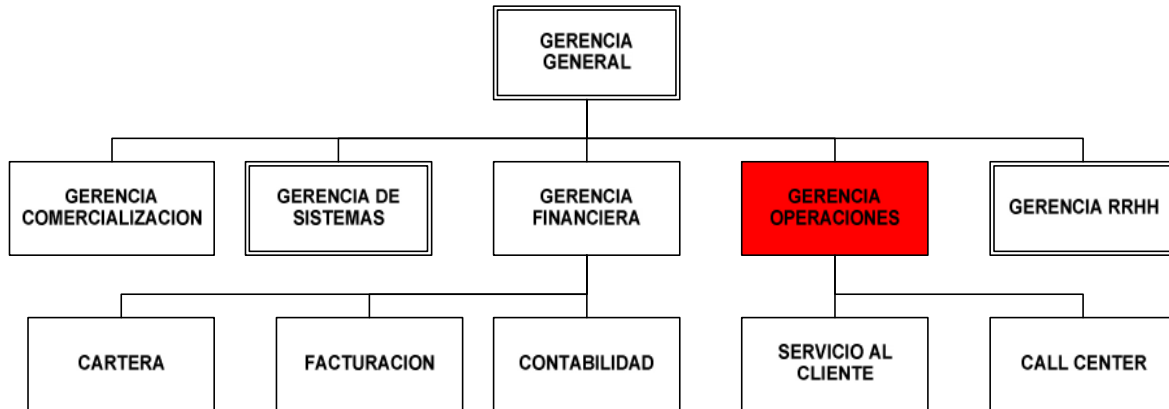 GERENCIA
GENERAL
GERENCIA
COMERCIALIZACION
GERENCIA DE
SISTEMAS
GERENCIA
FINANCIERA
GERENCIA
OPERACIONES
GERENCIA RRHH
CARTERA
FACTURACION
CONTABILIDAD
SERVICIO AL
CLIENTE
CALL CENTER